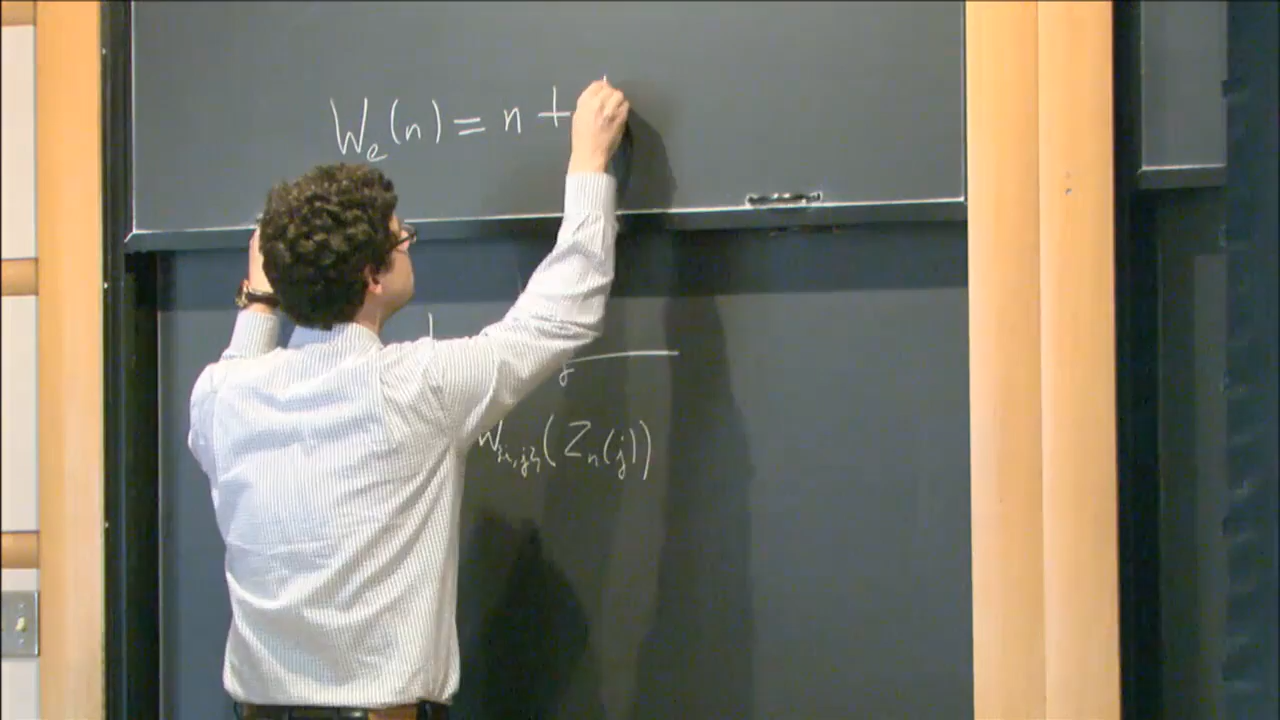 W_e(n) = n +
W_{i,j}(Z_n(j))